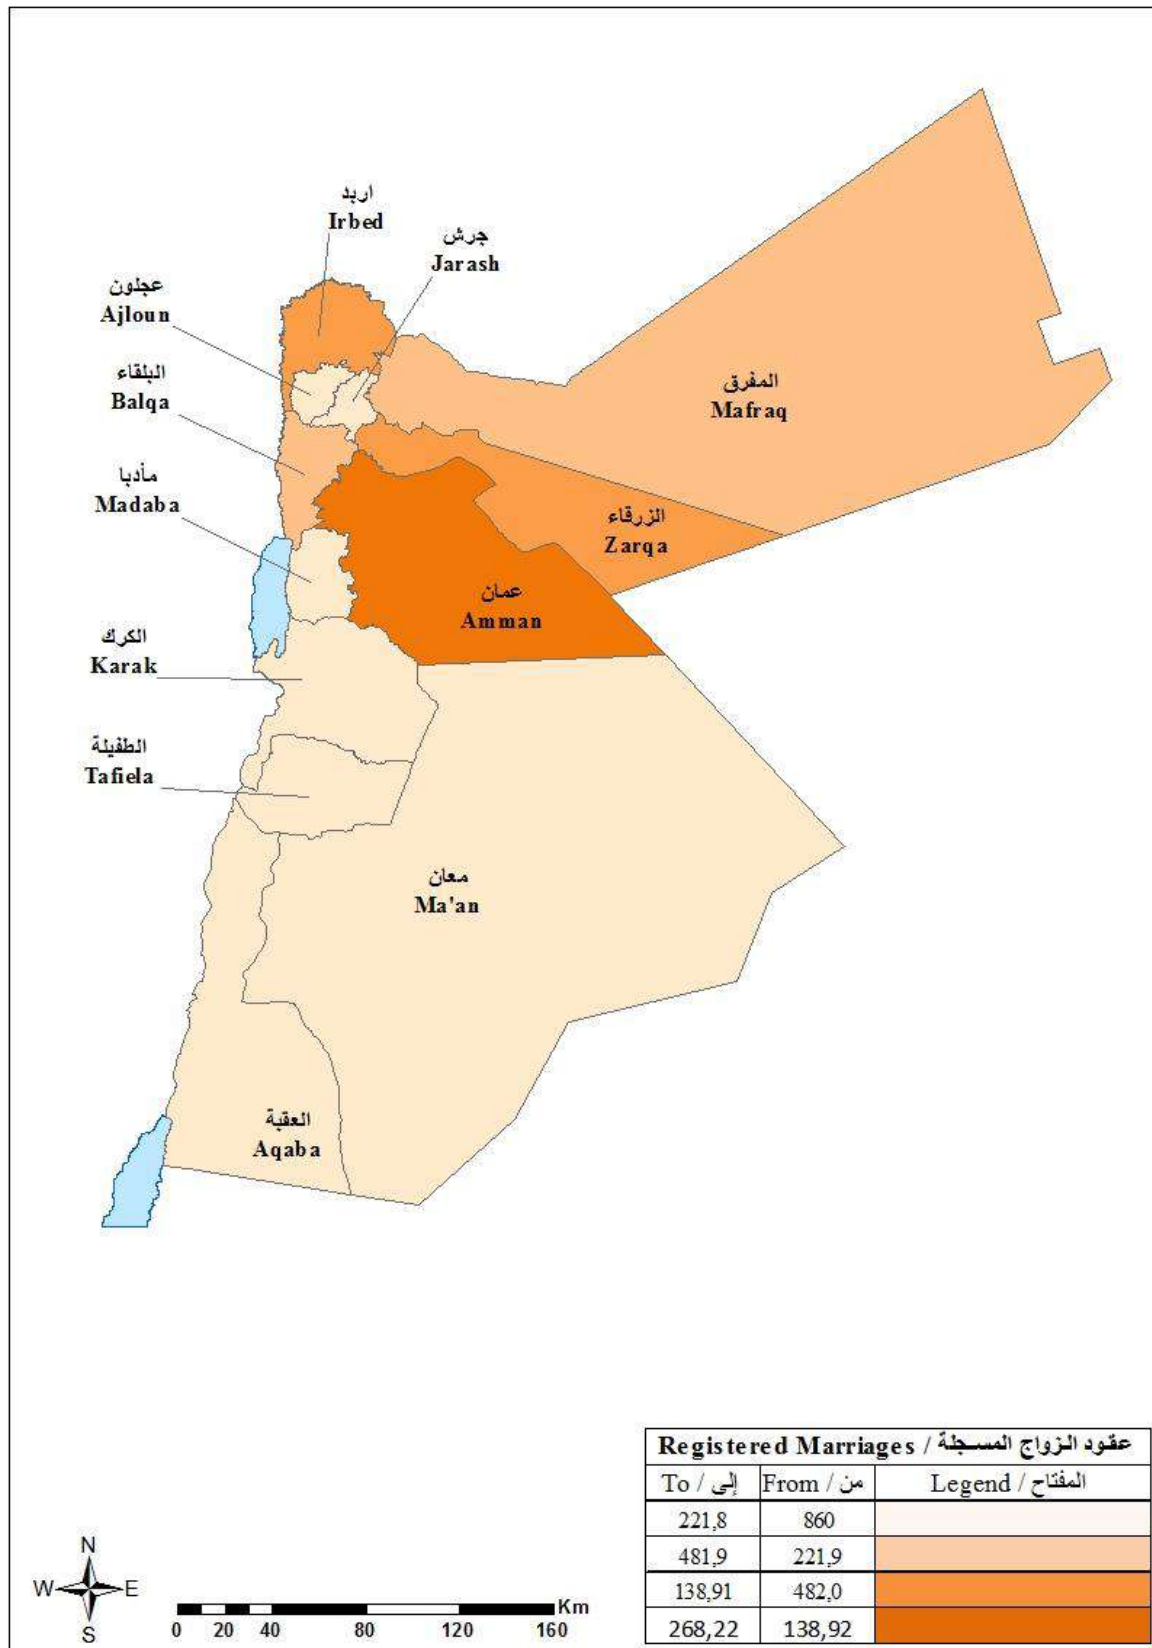 اربد
Irbed
جرش
Jarash
عجلون
Ajloun
البلقاء
Balqa
المفرق
Mafraq
مأدبا
Madaba
الزرقاء
Zarqa
عمان
Amman
الكرك
Karak
الطفيلة
Tafiela
معان
Ma'an
العقبة
Aqaba
Registered Marriages / عقود الزواج المسجلة
To / إلى From / من Legend / المفتاح
221,8 860
481,9 221,9
138,91 482,0
268,22 138,92
N
W E
S
Km
0 20 40 80 120 160